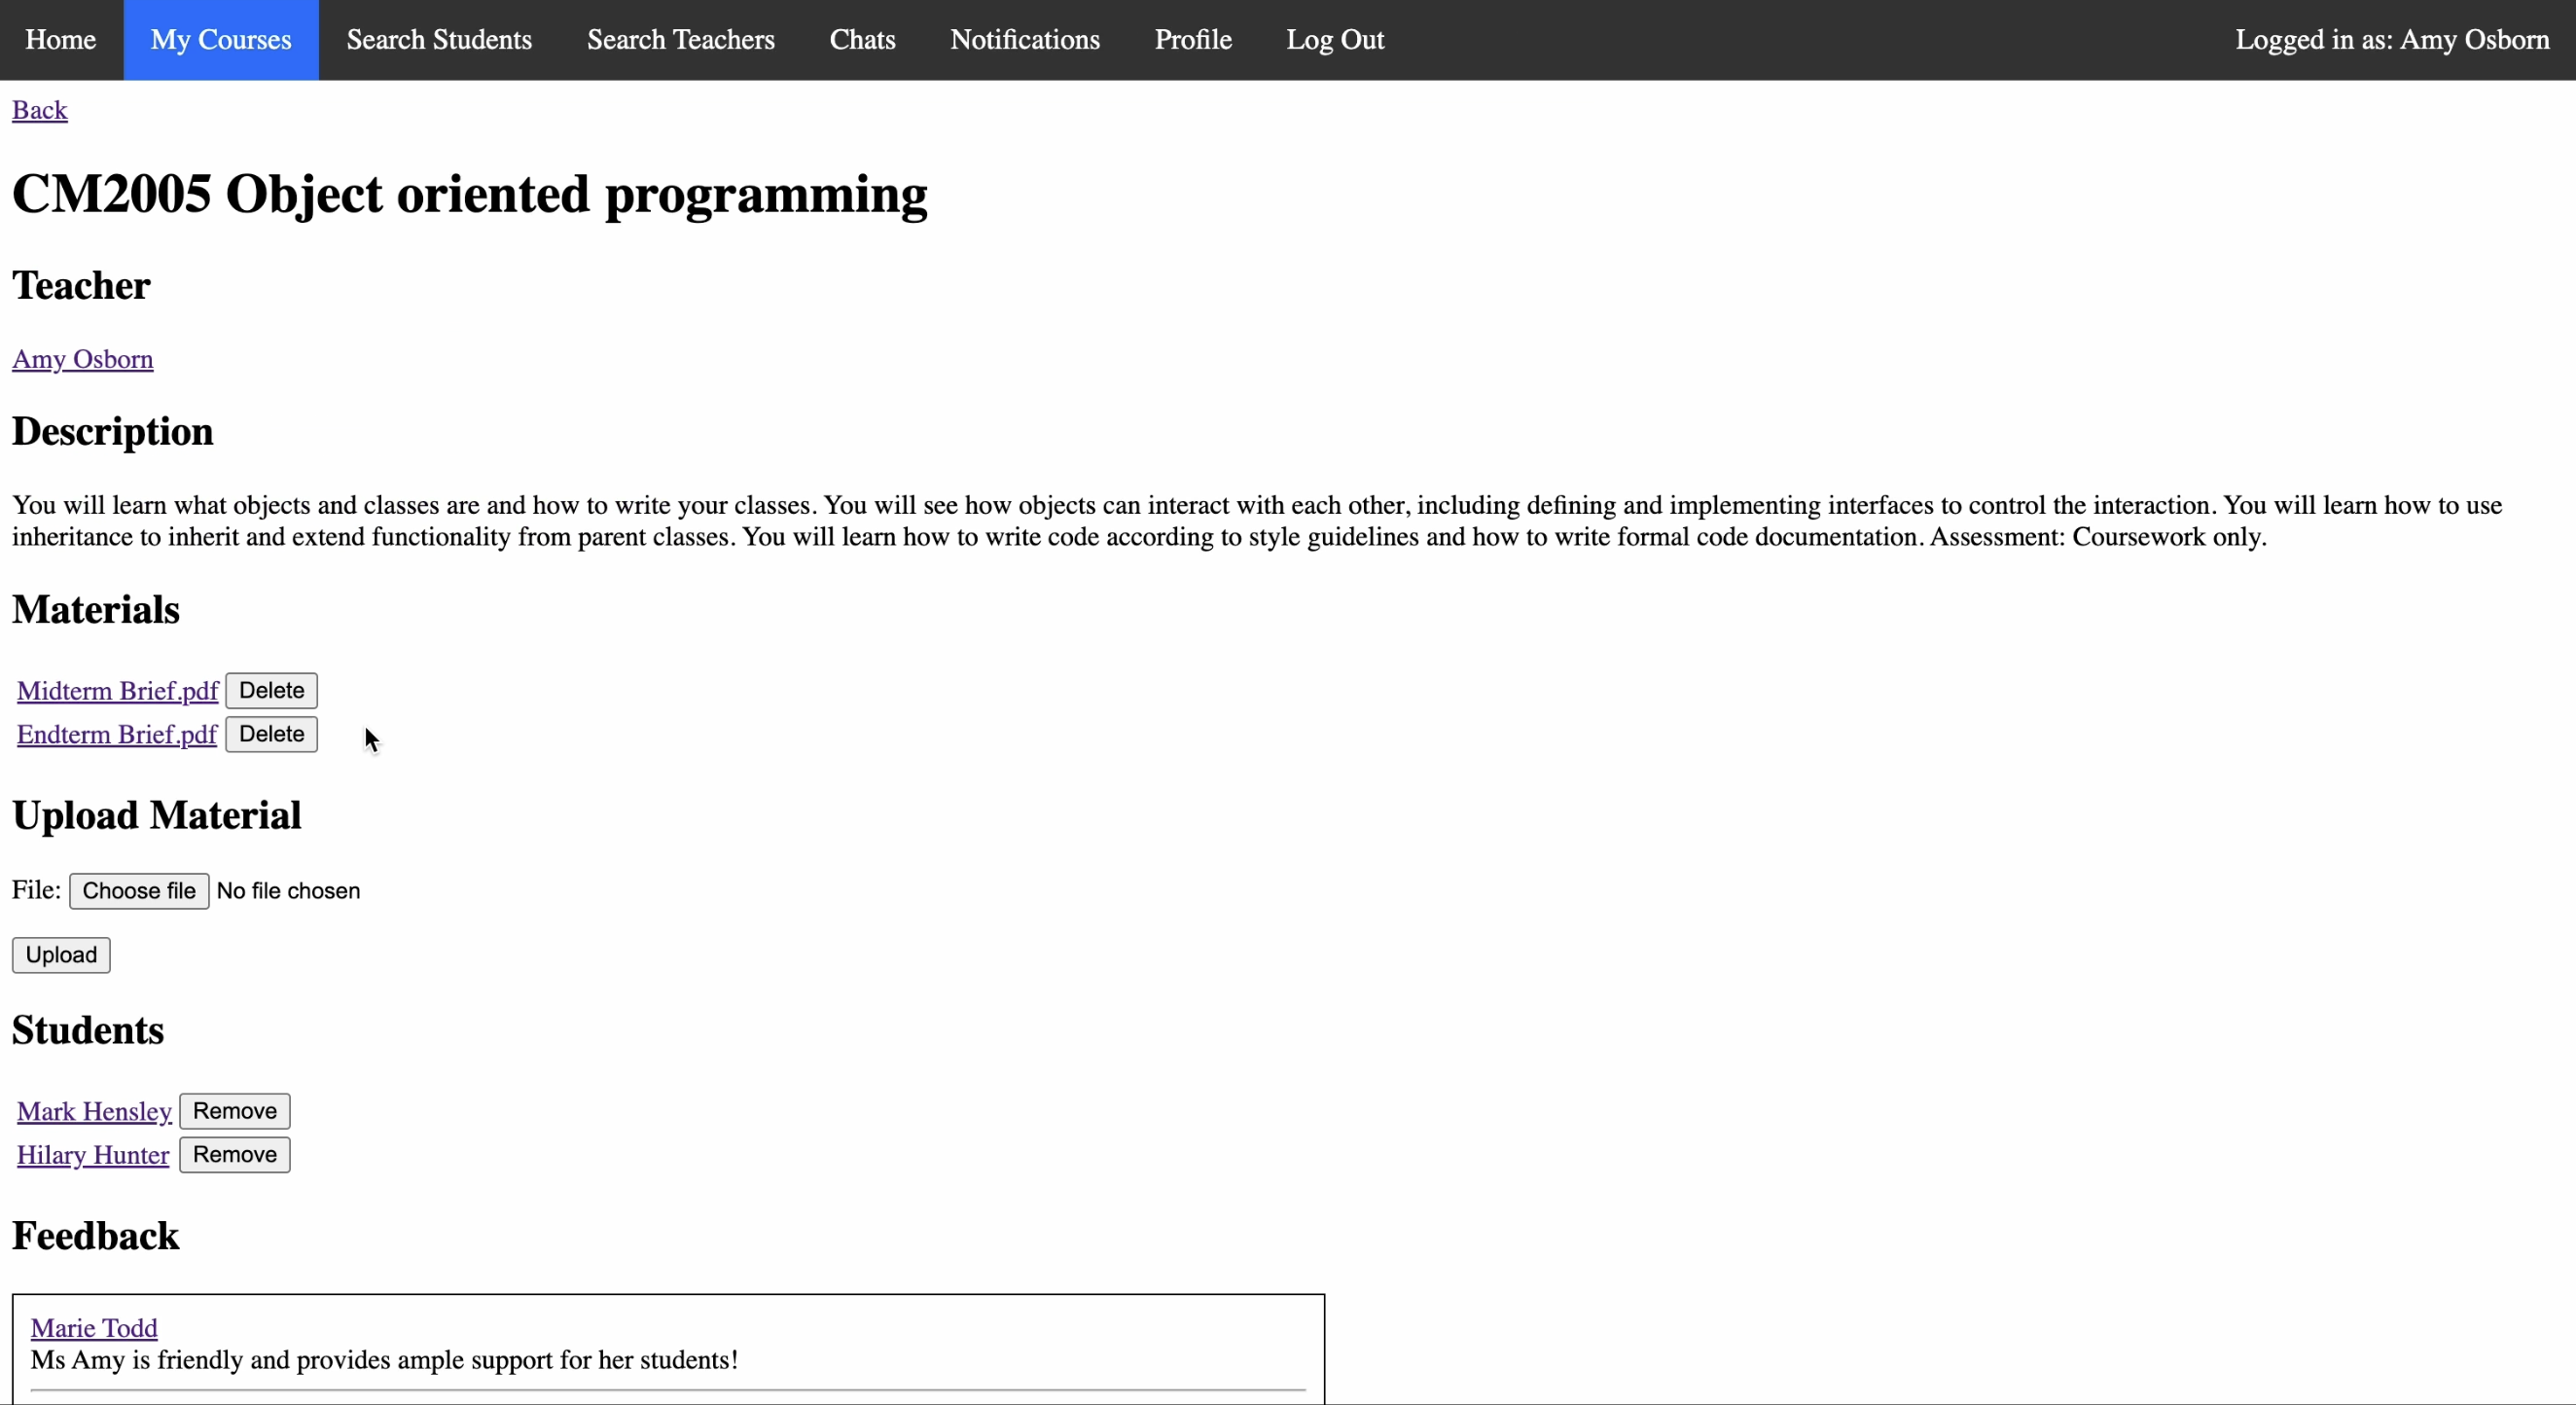 Home My Courses Search Students Search Teachers Chats Notifications Profile Log Out Logged in as: Amy Osborn
Back
CM2005 Object oriented programming
Teacher
Amy Osborn
Description
You will learn what objects and classes are and how to write your classes. You will see how objects can interact with each other, including defining and implementing interfaces to control the interaction. You will learn how to use
inheritance to inherit and extend functionality from parent classes. You will learn how to write code according to style guidelines and how to write formal code documentation. Assessment: Coursework only.
Materials
Midterm Brief.pdf Delete
Endterm Brief.pdf Delete
Upload Material
File: Choose file No file chosen
Upload
Students
Mark Hensley Remove
Hilary Hunter Remove
Feedback
Marie Todd
Ms Amy is friendly and provides ample support for her students!